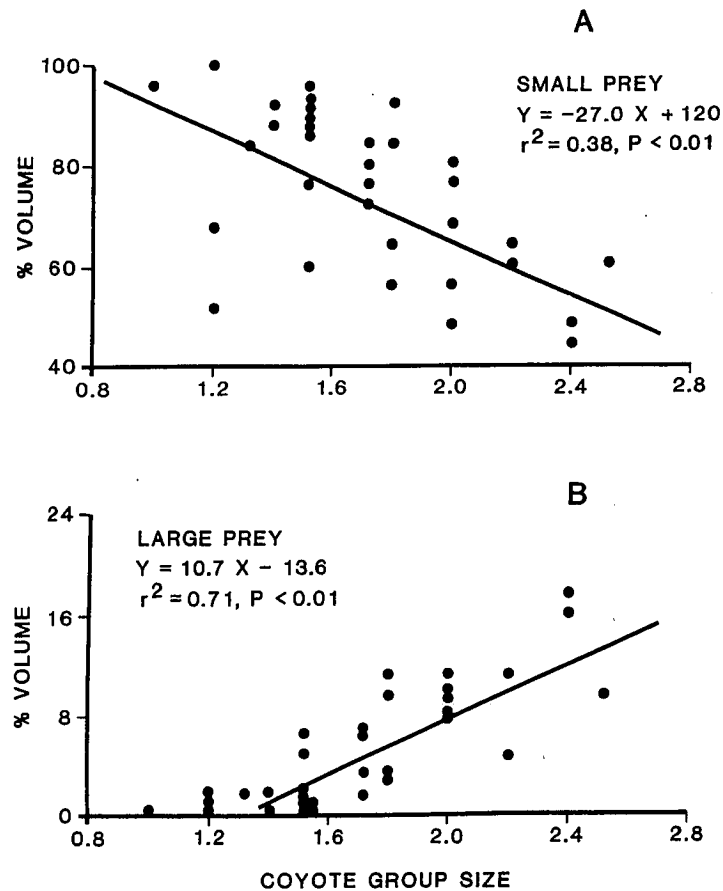 A
SMALL PREY
Y = -27.0 X + 120
r² = 0.38, P < 0.01
% VOLUME
100
80
60
40
0.8 1.2 1.6 2.0 2.4 2.8
B
LARGE PREY
Y = 10.7 X - 13.6
r² = 0.71, P < 0.01
% VOLUME
24
16
8
0
0.8 1.2 1.6 2.0 2.4 2.8
COYOTE GROUP SIZE